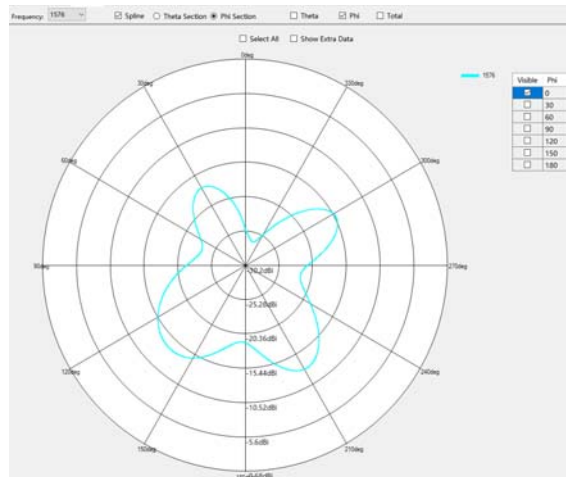 Frequency: 1576 Spline Theta Section Phi Section Theta Phi Total
Select All Show Extra Data
0deg
1576
Visible Phi
0
30
60
90
120
150
180
30deg
330deg
60deg
300deg
90deg
270deg
-30.2dBi
-25.28dBi
-20.36dBi
-15.44dBi
120deg
240deg
-10.52dBi
-5.6dBi
150deg
210deg